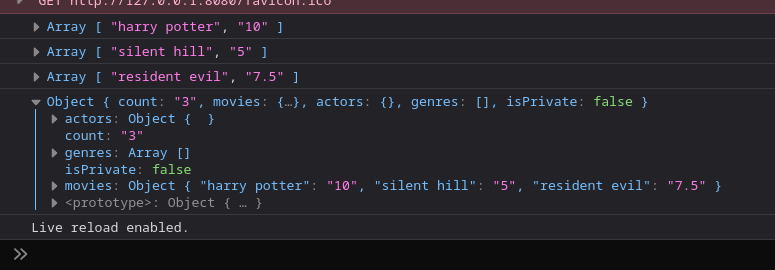 GET http://127.0.0.1:8080/favicon.ico
Array [ "harry potter", "10" ]
Array [ "silent hill", "5" ]
Array [ "resident evil", "7.5" ]
Object { count: "3", movies: {…}, actors: {}, genres: [], isPrivate: false }
actors: Object {  }
count: "3"
genres: Array []
isPrivate: false
movies: Object { "harry potter": "10", "silent hill": "5", "resident evil": "7.5" }
<prototype>: Object { … }
Live reload enabled.